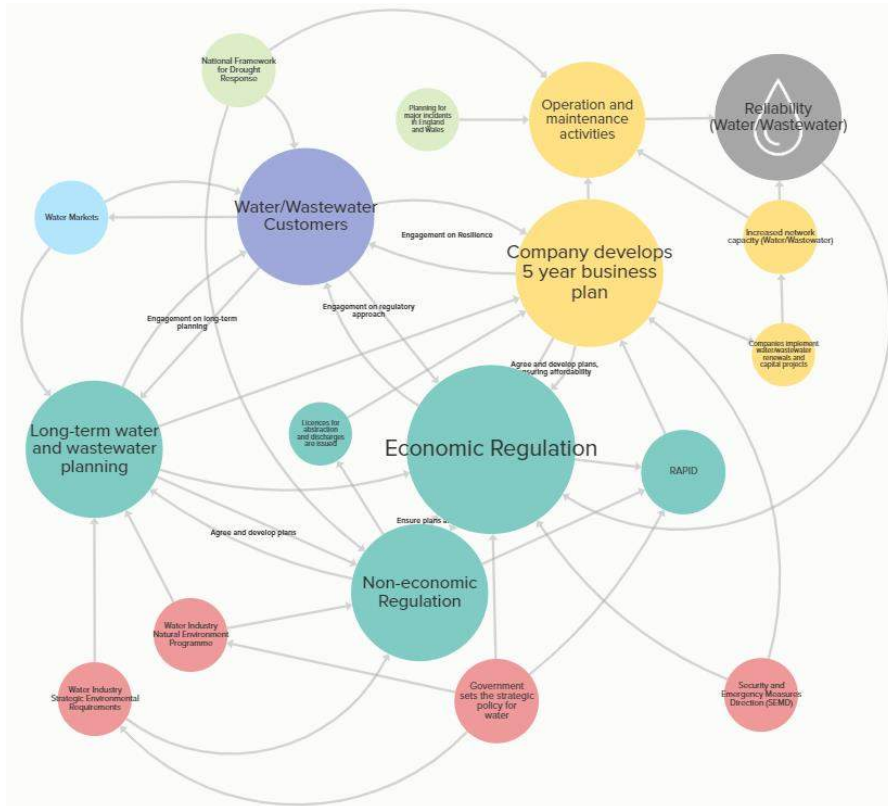 National Framework
for Drought
Response
Planning for
major incidents
in England
and Wales
Operation and
maintenance
activities
Reliability
(Water/Wastewater)
Water Markets
Water/Wastewater
Customers
Engagement on Resilience
Company develops
5 year business
plan
Increased network
capacity (Water/Wastewater)
Engagement on long-term
planning
Engagement on regulatory
approach
Companies implement
water/wastewater
renewals and
capital projects
Agree and develop plans,
ensuring affordability
Long-term water
and wastewater
planning
Licences for
abstraction
and discharges
are issued
Economic Regulation
RAPID
Ensure plans
Agree and develop plans
Non-economic
Regulation
Water Industry
Natural Environment
Programme
Water Industry
Strategic Environmental
Requirements
Government
sets the strategic
policy for
water
Security and
Emergency Measures
Direction (SEMD)